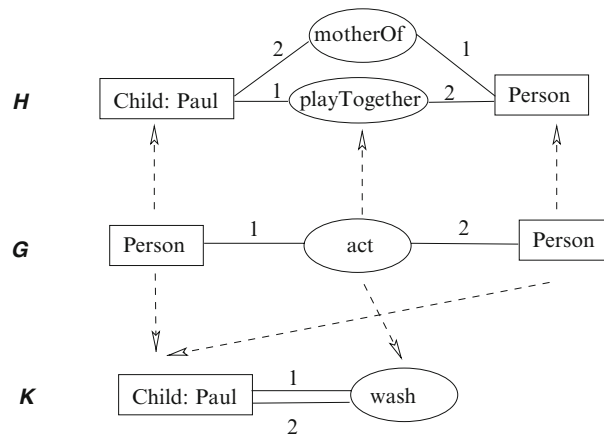 motherOf
2
1
H
Child: Paul
1
playTogether
2
Person
G
Person
1
act
2
Person
K
Child: Paul
1
wash
2